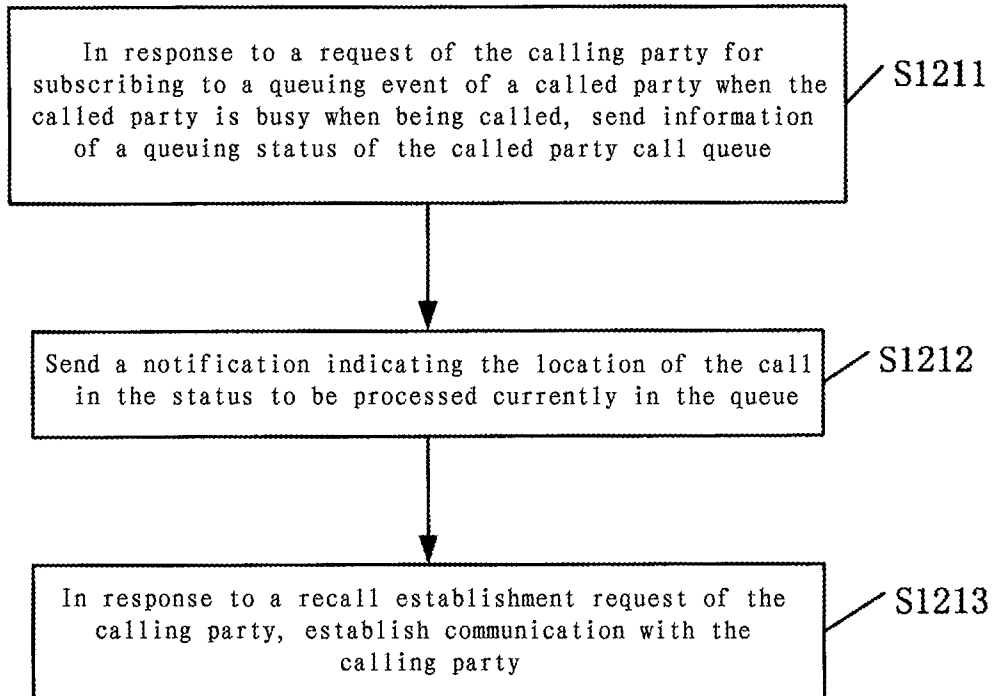 In response to a request of the calling party for
subscribing to a queuing event of a called party when the
called party is busy when being called, send information
of a queuing status of the called party call queue
S1211
Send a notification indicating the location of the call
in the status to be processed currently in the queue
S1212
In response to a recall establishment request of the
calling party, establish communication with the
calling party
S1213